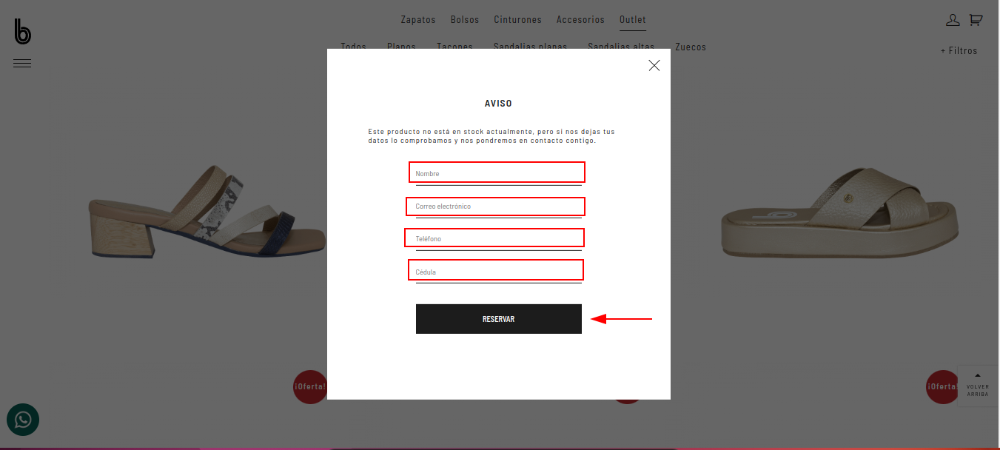 Zapatos Bolsos Cinturones Accesorios Outlet
Todos Planos Tacones Sandalias planas Sandalias altas Zuecos
+ Filtros
AVISO
Este producto no está en stock actualmente, pero si nos dejas tus
datos lo comprobamos y nos pondremos en contacto contigo.
Nombre
Correo electrónico
Teléfono
Cédula
RESERVAR
¡Oferta!
¡Oferta!
VOLVER
ARRIBA